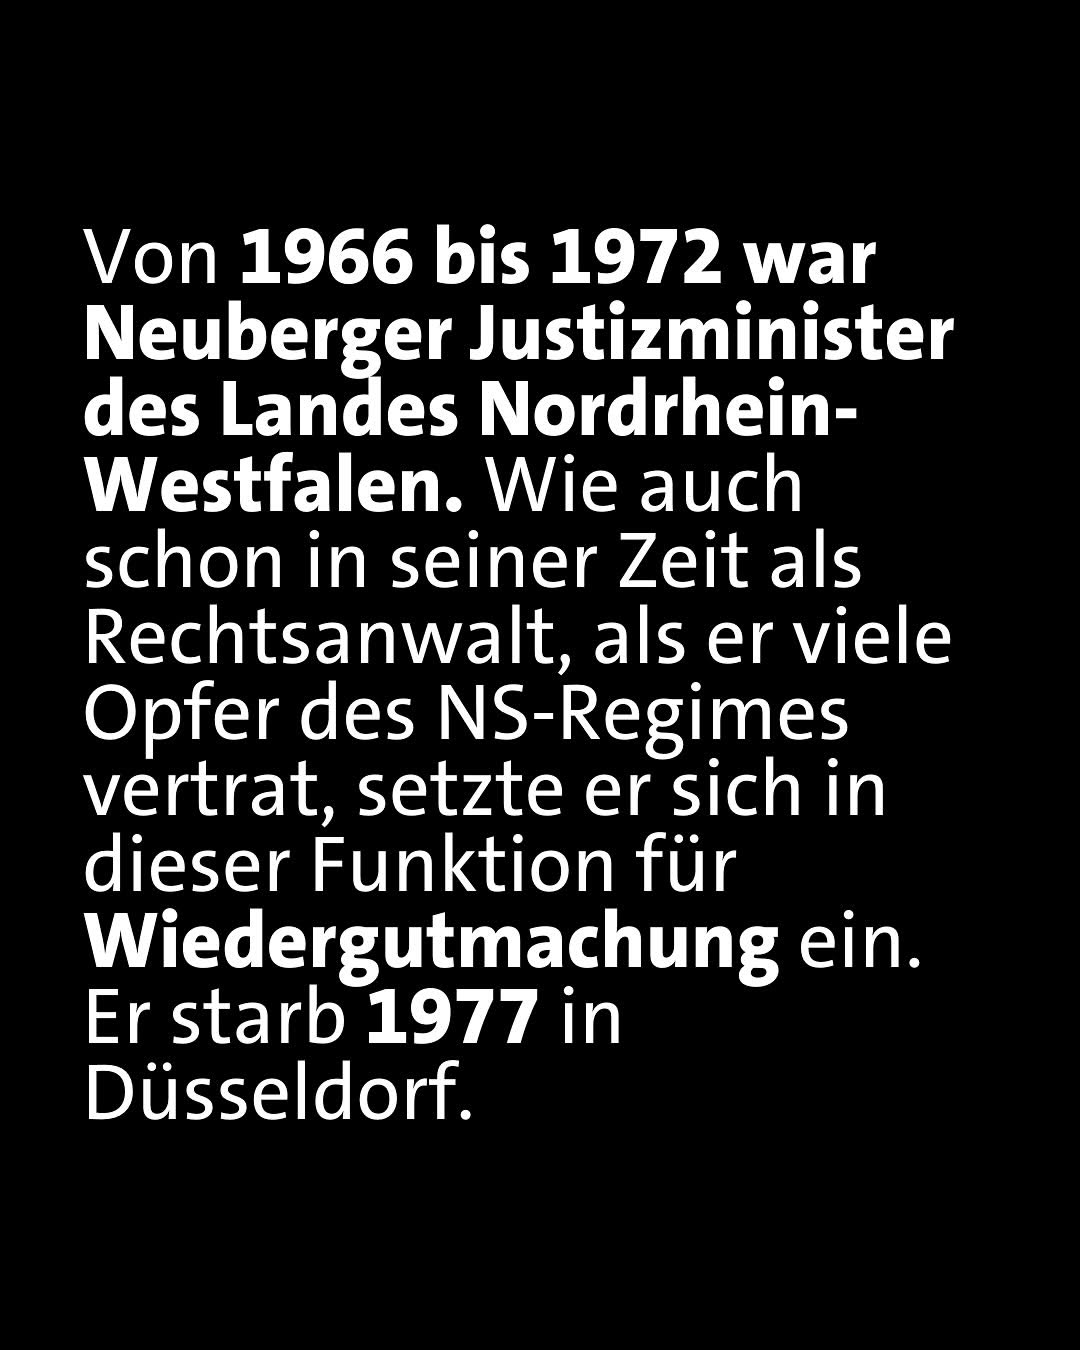 Von 1966 bis 1972 war
Neuberger Justizminister
des Landes Nordrhein-
Westfalen. Wie auch
schon in seiner Zeit als
Rechtsanwalt, als er viele
Opfer des NS-Regimes
vertrat, setzte er sich in
dieser Funktion für
Wiedergutmachung ein.
Er starb 1977 in
Düsseldorf.